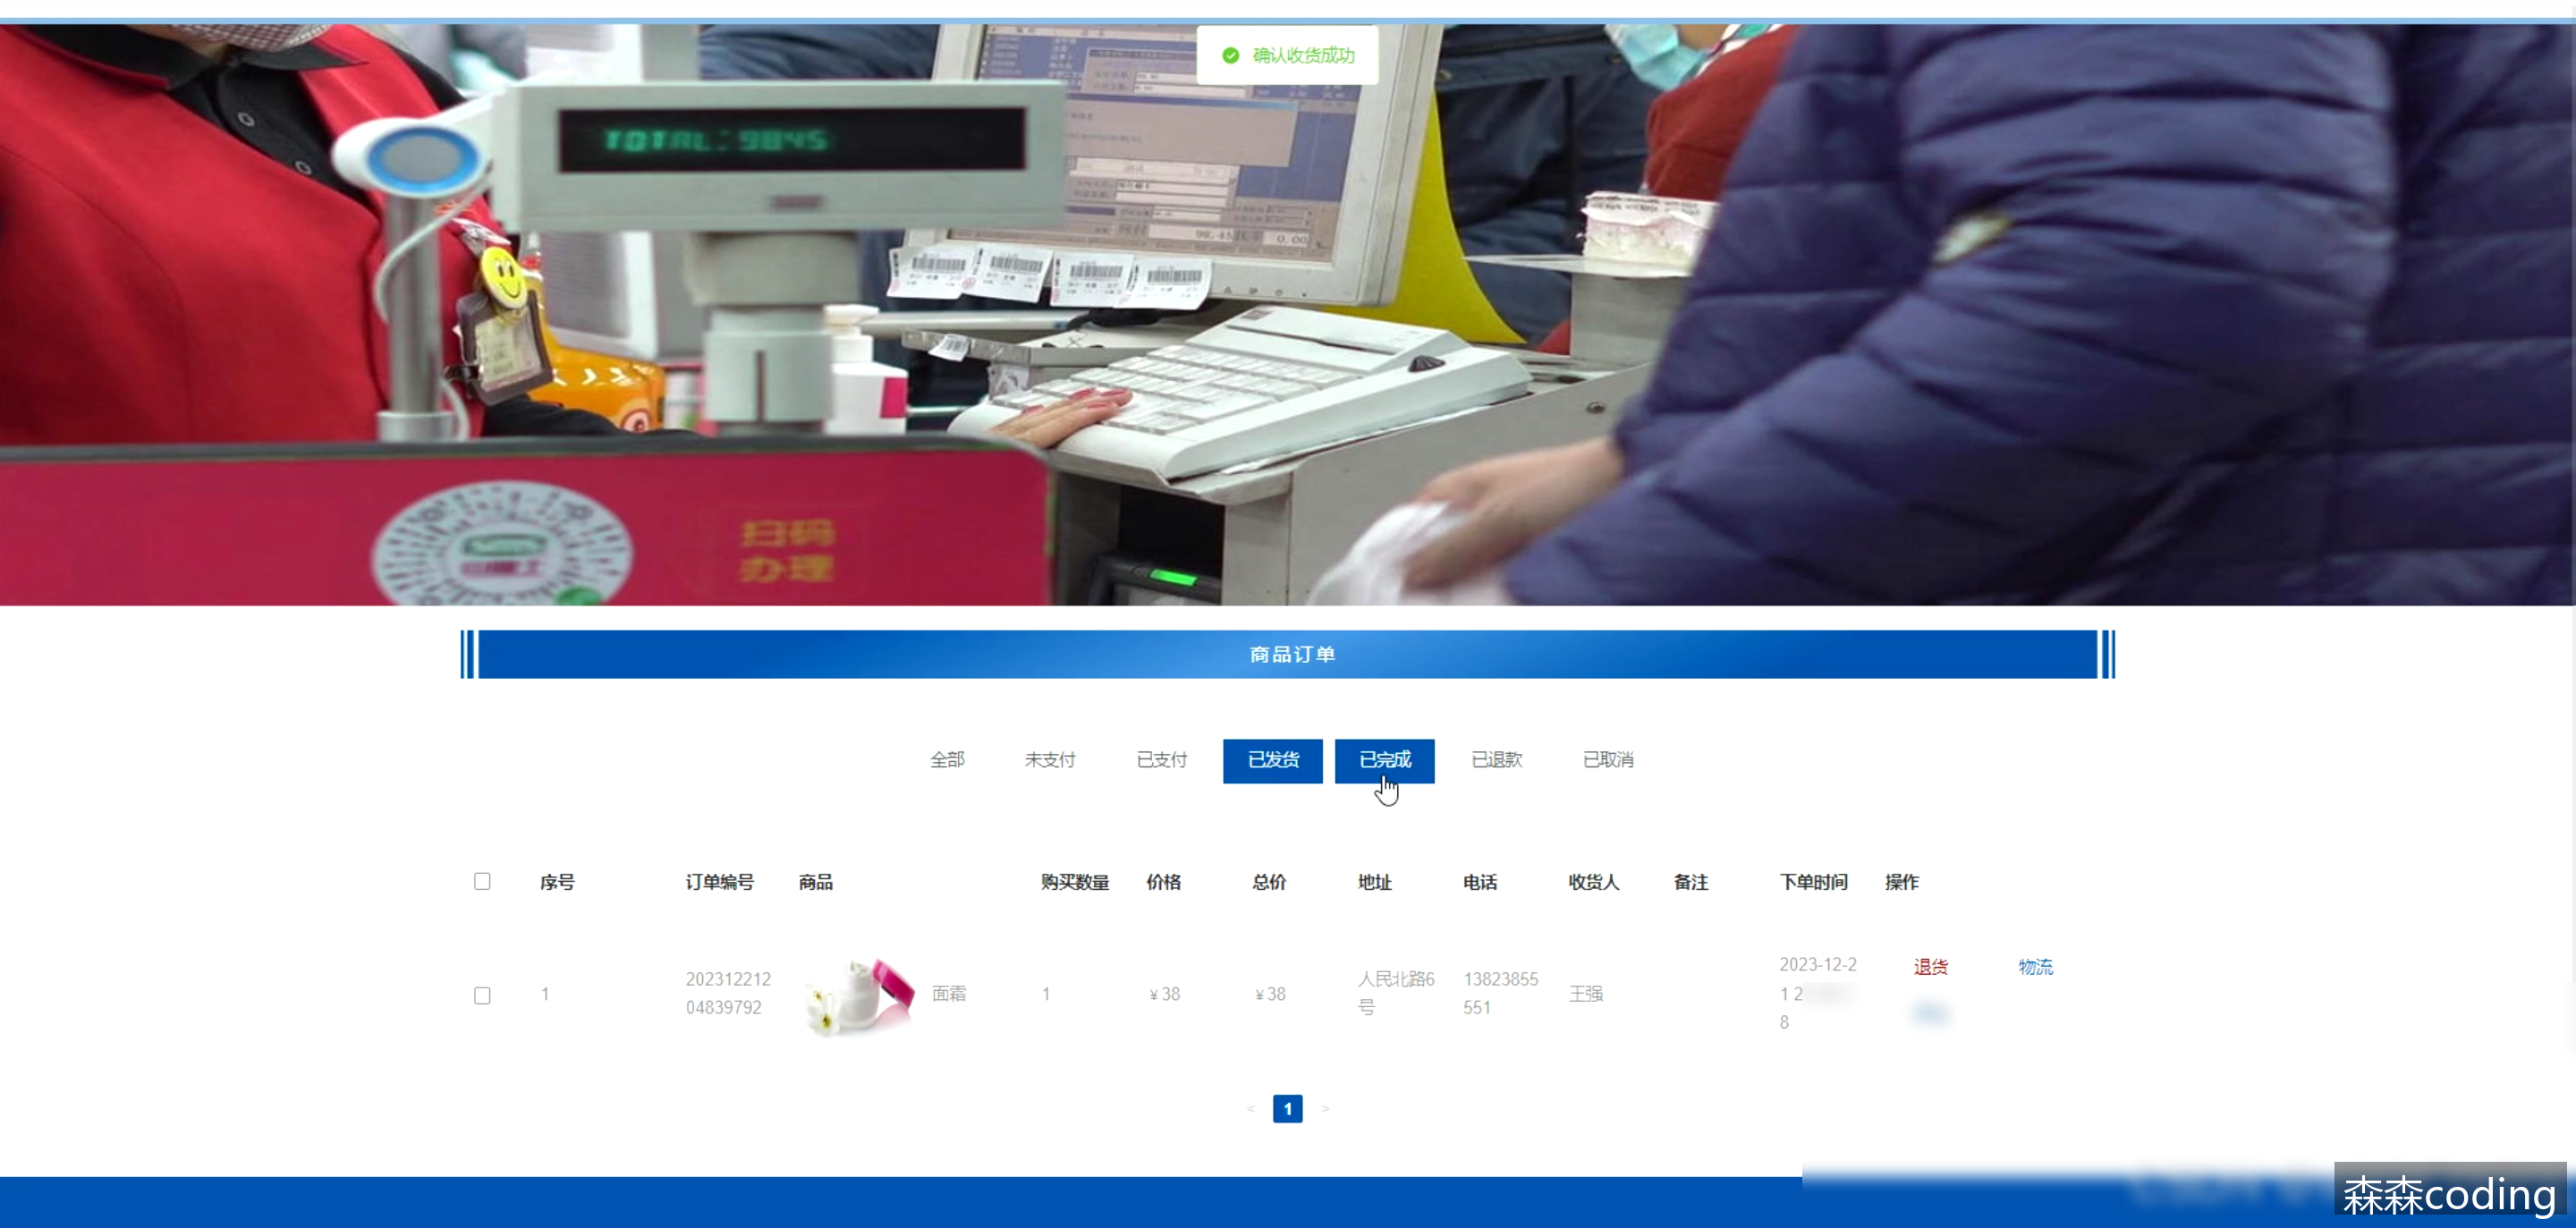 确认收货成功
TOTAL: 9845
98.45
0.00
扫码
办理
商品订单
全部 未支付 已支付 已发货 已完成 已退款 已取消
序号 订单编号 商品 购买数量 价格 总价 地址 电话 收货人 备注 下单时间 操作
1 202312212 04839792 面霜 1 ¥38 ¥38 人民北路6号 13823855551 王强 2023-12-2 1 2 8 退货 物流
< 1 >
森森coding